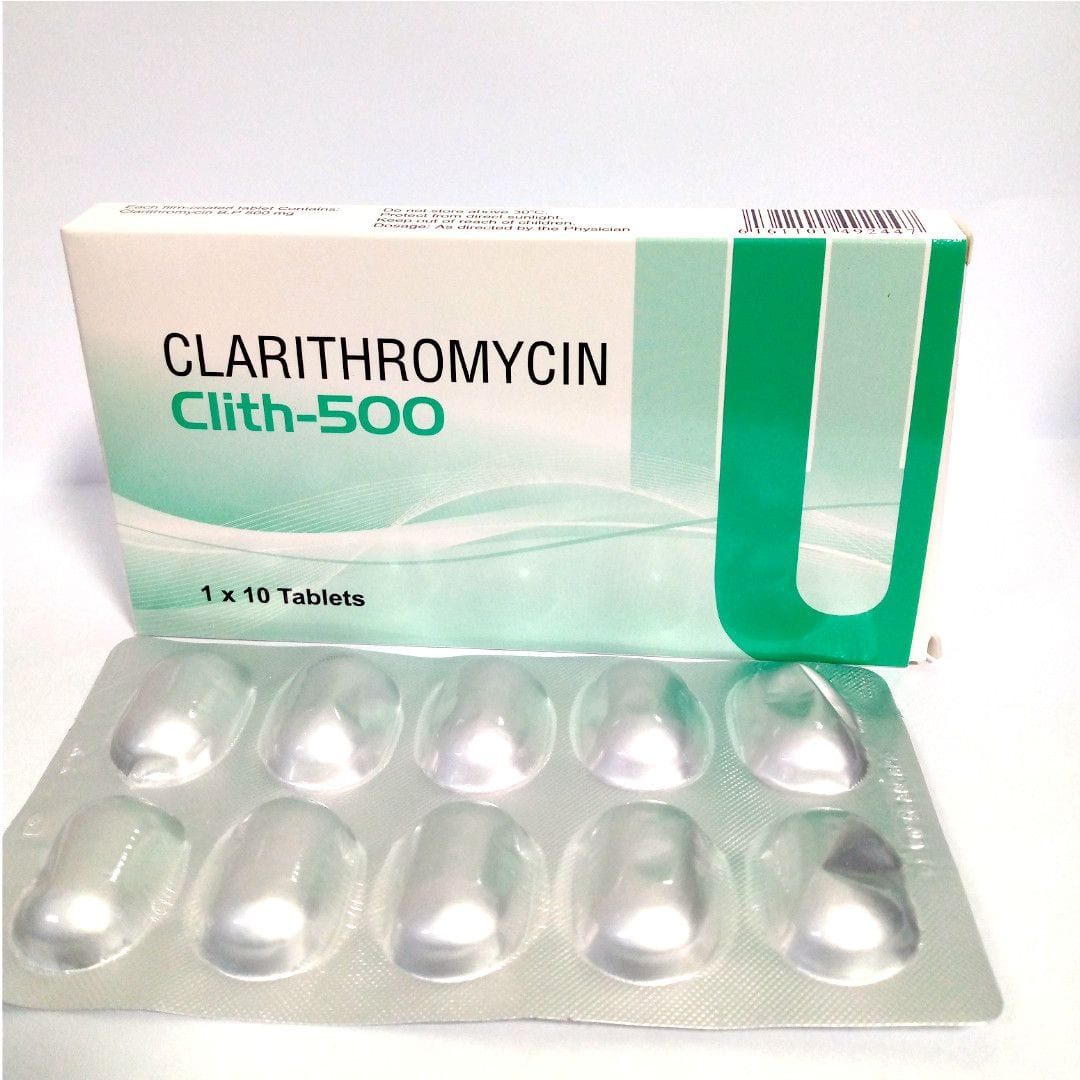 Each film-coated tablet Contains:
Clarithromycin B.P 500 mg
Do not store above 30°C.
Protect from direct sunlight.
Keep out of reach of children.
Dosage: As directed by the Physician
6161101492447
CLARITHROMYCIN
Clith-500
1 x 10 Tablets